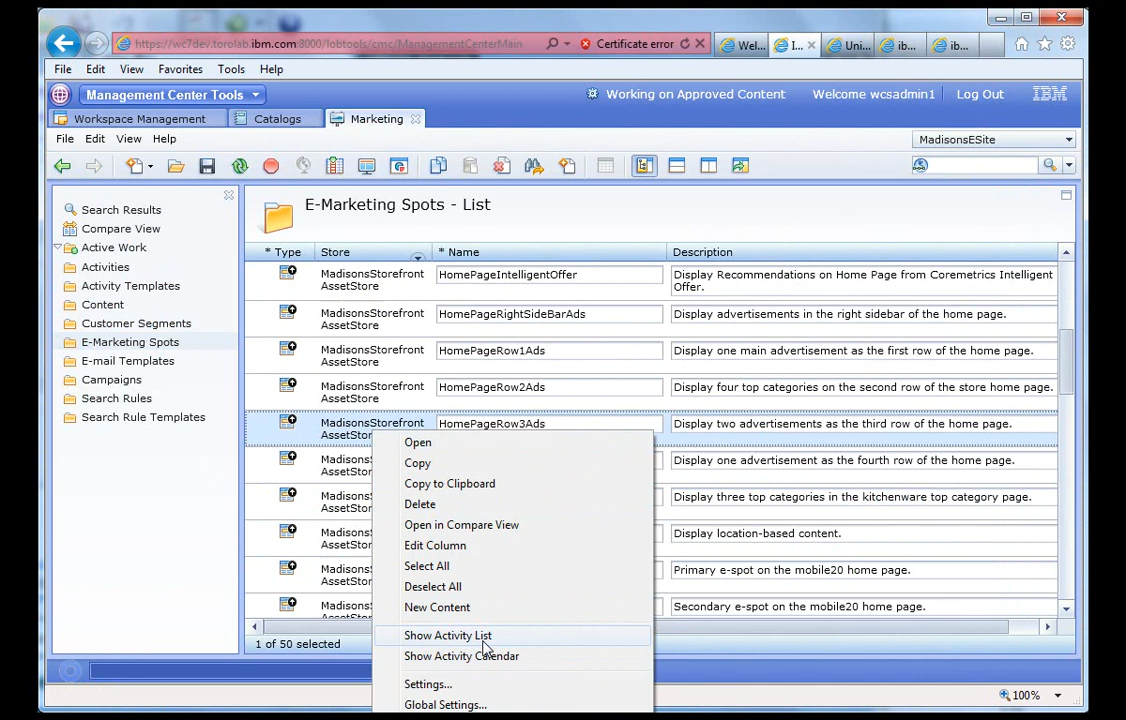 https://wc7dev.torolab.ibm.com:8000/lobtools/cmc/ManagementCenterMain
Certificate error
Wel...
I...
Uni...
ib...
ib...
File Edit View Favorites Tools Help
Management Center Tools
Working on Approved Content
Welcome wcsadmin1
Log Out
IBM
Workspace Management
Catalogs
Marketing
File Edit View Help
MadisonsESite
Search Results
Compare View
Active Work
Activities
Activity Templates
Content
Customer Segments
E-Marketing Spots
E-mail Templates
Campaigns
Search Rules
Search Rule Templates
E-Marketing Spots - List
* Type Store * Name Description
MadisonsStorefront HomePageIntelligentOffer Display Recommendations on Home Page from Coremetrics Intelligent
AssetStore Offer.
MadisonsStorefront HomePageRightSideBarAds Display advertisements in the right sidebar of the home page.
AssetStore
MadisonsStorefront HomePageRow1Ads Display one main advertisement as the first row of the home page.
AssetStore
MadisonsStorefront HomePageRow2Ads Display four top categories on the second row of the store home page.
AssetStore
MadisonsStorefront HomePageRow3Ads Display two advertisements as the third row of the home page.
AssetSto
Madisons Display one advertisement as the fourth row of the home page.
AssetSto
Madisons Display three top categories in the kitchenware top category page.
AssetSto
Madisons Display location-based content.
AssetSto
Madisons Primary e-spot on the mobile20 home page.
AssetSto
Madisons Secondary e-spot on the mobile20 home page.
Open
Copy
Copy to Clipboard
Delete
Open in Compare View
Edit Column
Select All
Deselect All
New Content
Show Activity List
Show Activity Calendar
Settings...
Global Settings...
1 of 50 selected
100%